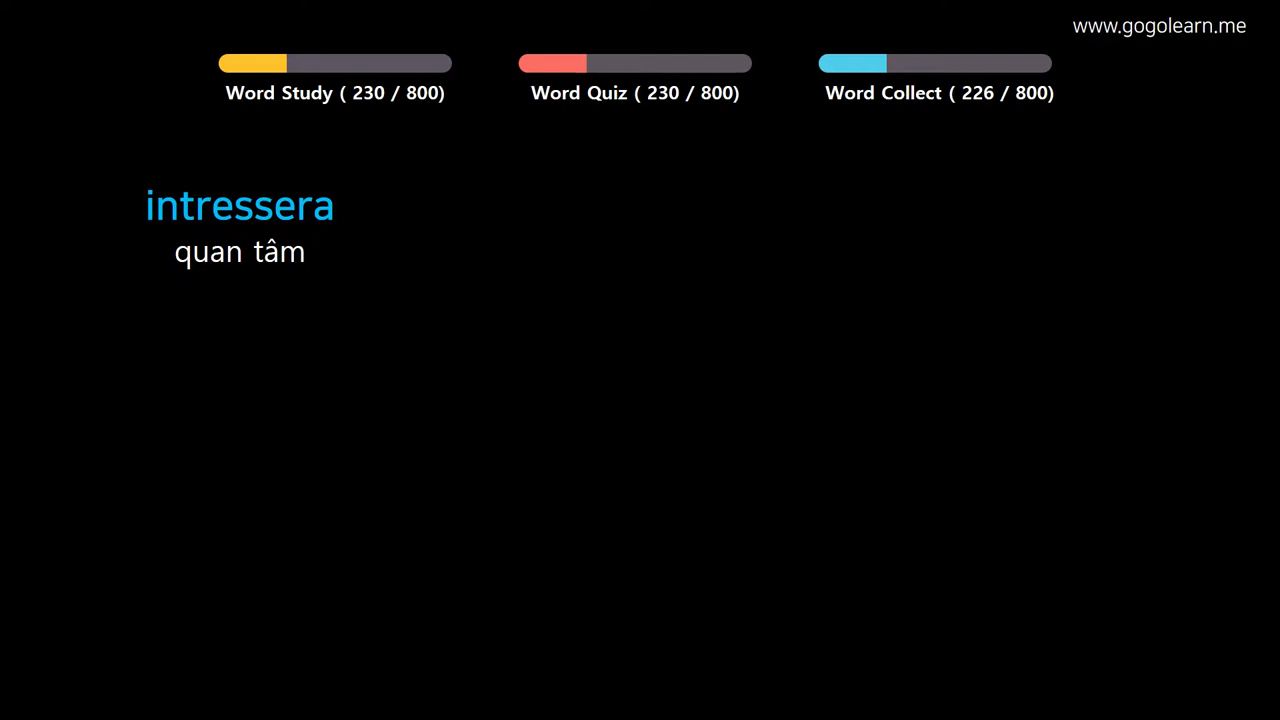 www.gogolearn.me
Word Study ( 230 / 800)
Word Quiz ( 230 / 800)
Word Collect ( 226 / 800)
intressera
quan tâm